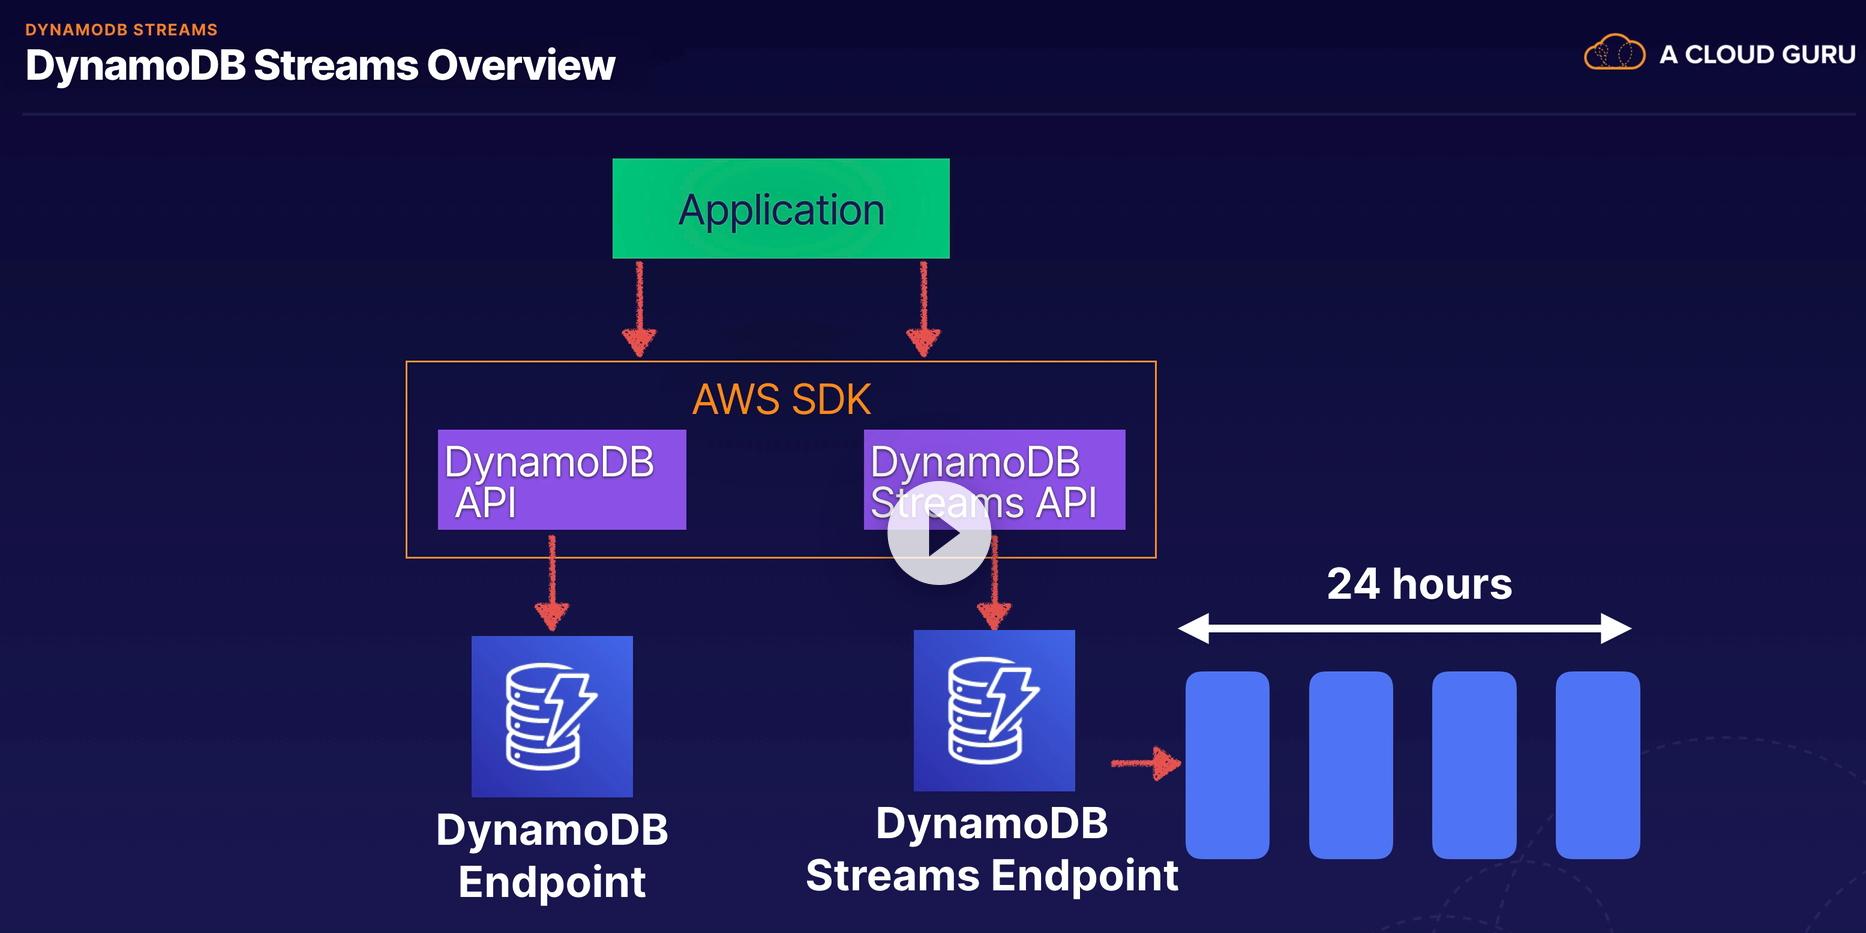 DYNAMODB STREAMS
DynamoDB Streams Overview
A CLOUD GURU
Application
AWS SDK
DynamoDB
API
DynamoDB
Streams API
24 hours
DynamoDB
Endpoint
DynamoDB
Streams Endpoint